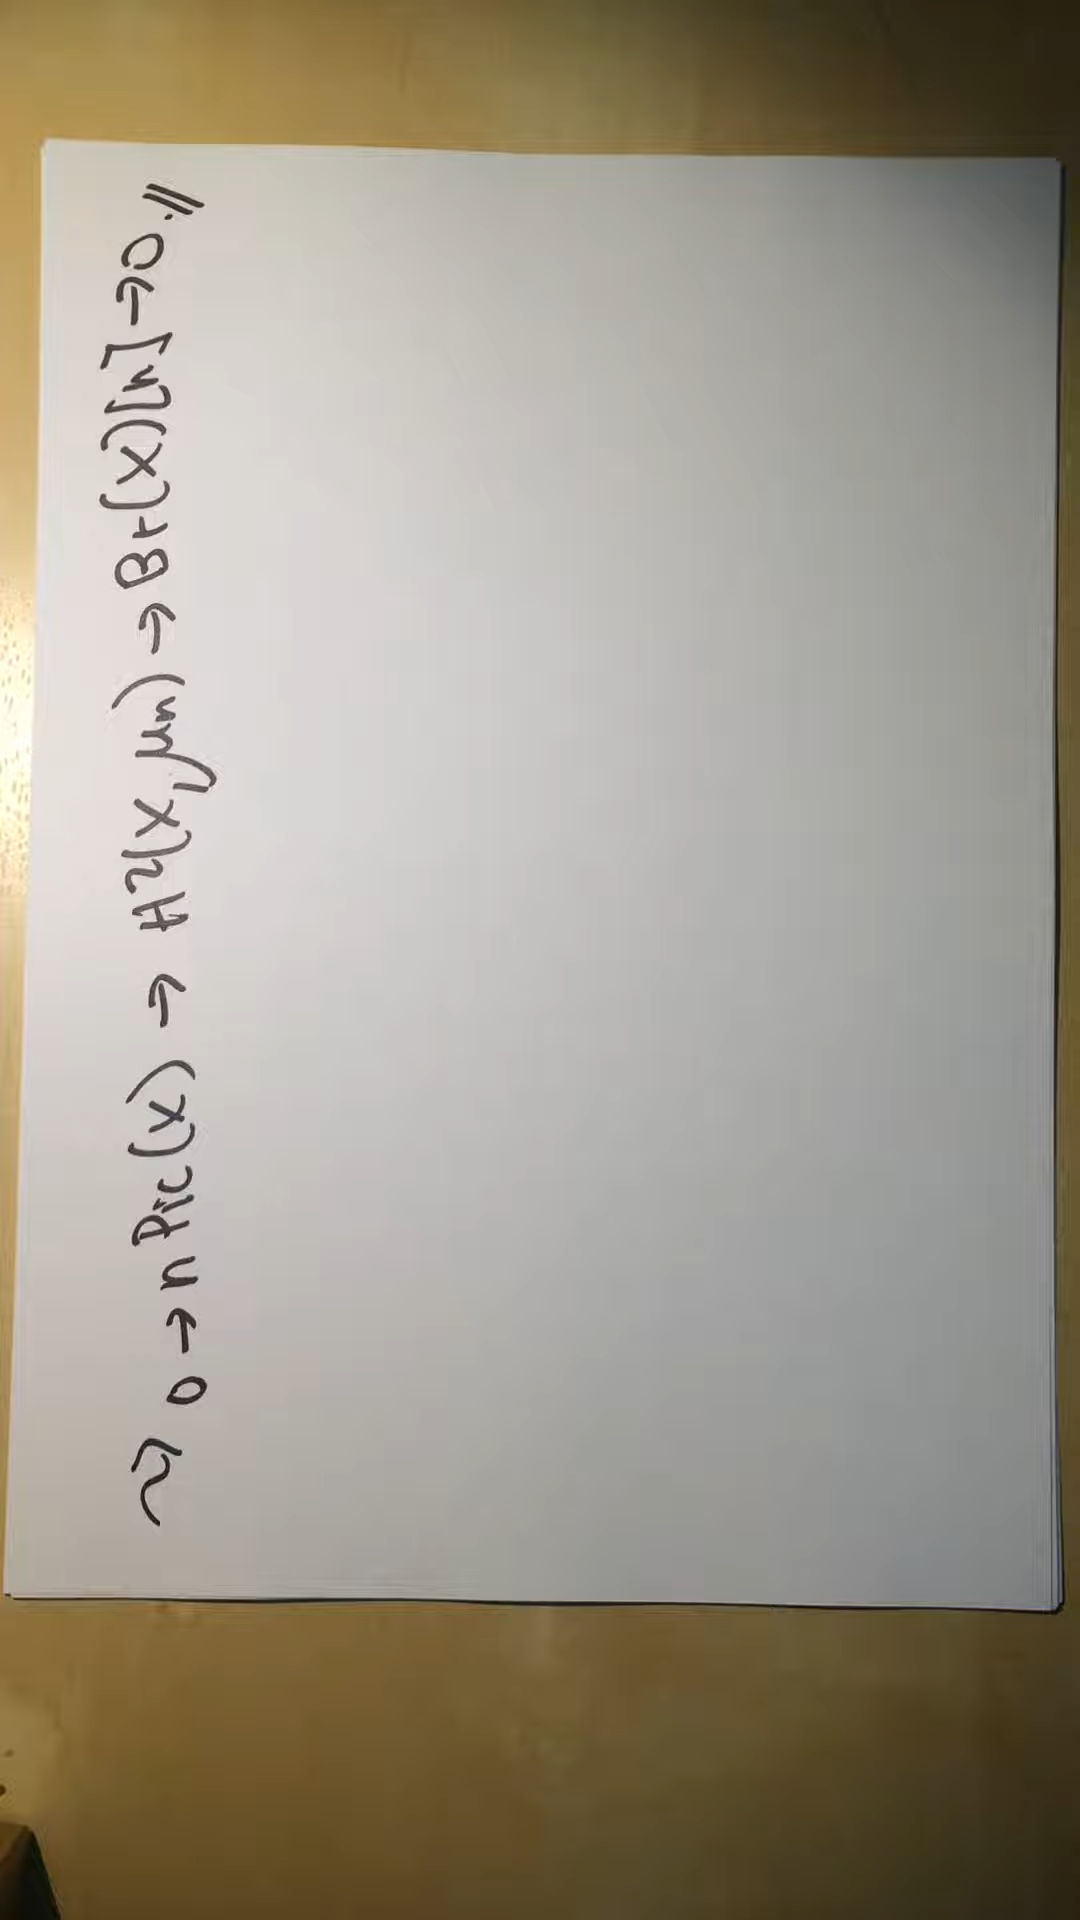 ⇝ 0 → n Pic(X) → H²(X, μn) → Br(X)[n] → 0. //